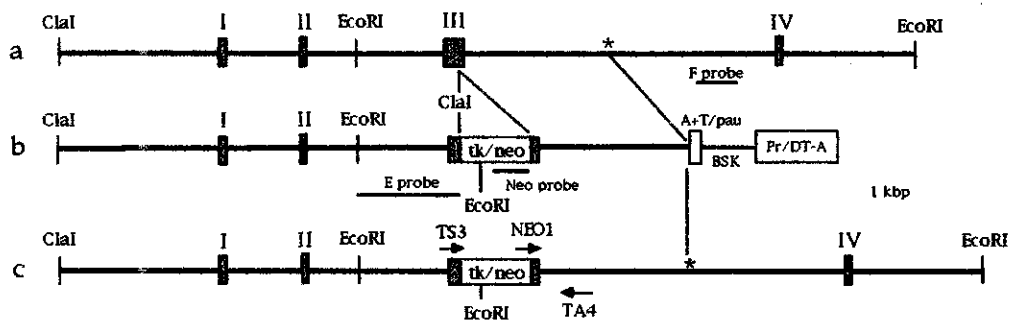 ClaI I II EcoRI III * IV EcoRI
a
F probe
ClaI
ClaI I II EcoRI A+T/pau
b tk/neo Pr/DT-A
BSK
E probe Neo probe
EcoRI
1 kbp
ClaI I II EcoRI TS3 NEO1 IV EcoRI
*
c tk/neo
EcoRI TA4